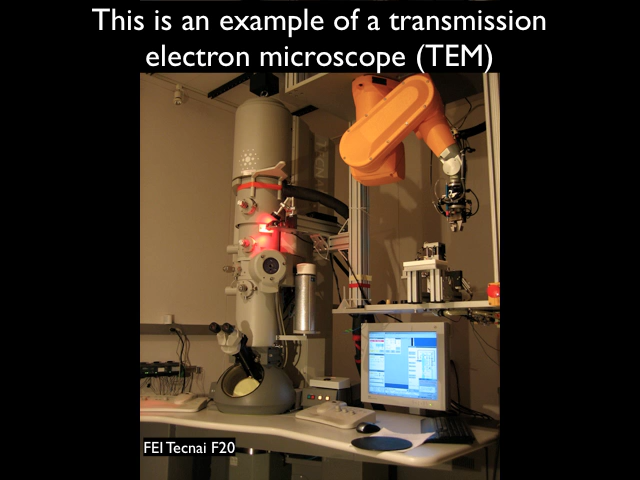 This is an example of a transmission
electron microscope (TEM)
FEI Tecnai F20